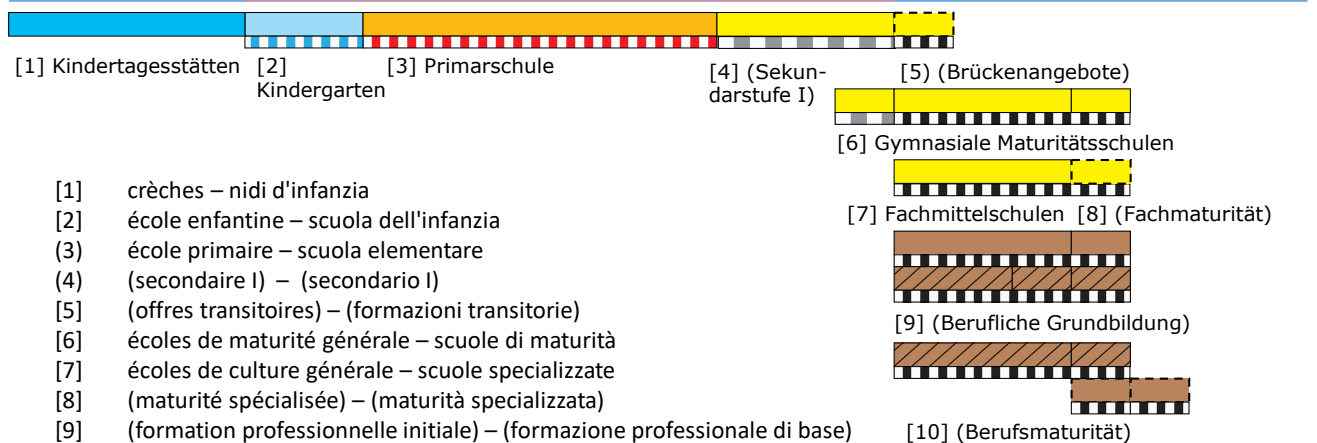 [1] Kindertagesstätten
[2]
Kindergarten
[3] Primarschule
[4] (Sekun-
darstufe I)
[5) (Brückenangebote)
[6] Gymnasiale Maturitätsschulen
[7] Fachmittelschulen
[8] (Fachmaturität)
[9] (Berufliche Grundbildung)
[10] (Berufsmaturität)
[1] crèches – nidi d'infanzia
[2] école enfantine – scuola dell'infanzia
(3) école primaire – scuola elementare
(4) (secondaire I) – (secondario I)
[5] (offres transitoires) – (formazioni transitorie)
[6] écoles de maturité générale – scuole di maturità
[7] écoles de culture générale – scuole specializzate
[8] (maturité spécialisée) – (maturità specializzata)
[9] (formation professionnelle initiale) – (formazione professionale di base)